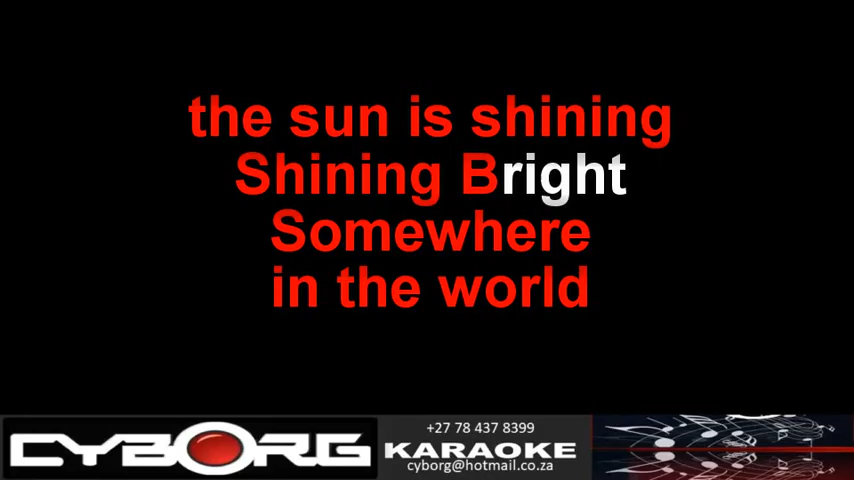 the sun is shining
Shining Bright
Somewhere
in the world
CYBORG
+27 78 437 8399
KARAOKE
cyborg@hotmail.co.za